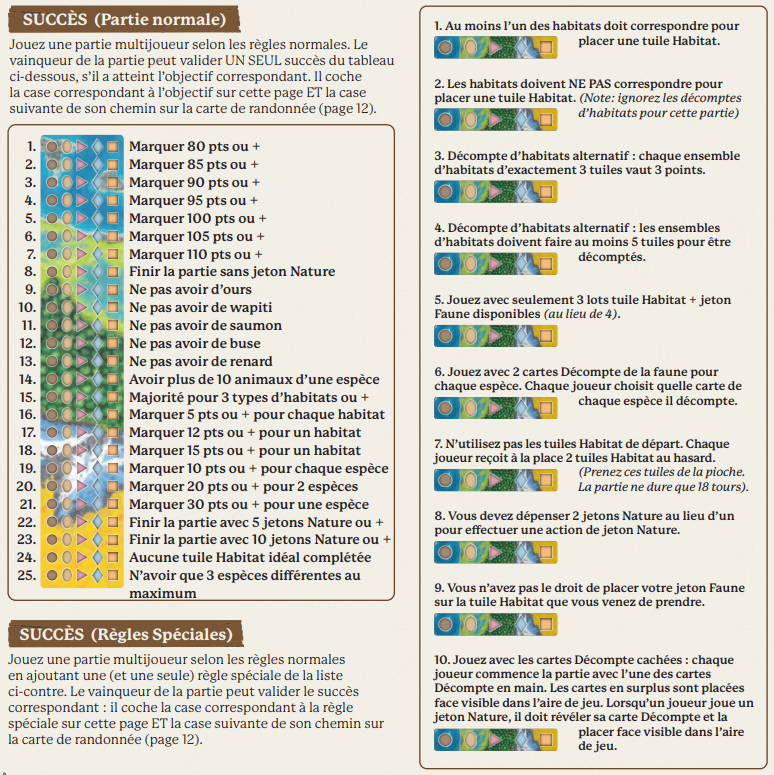 SUCCÈS (Partie normale)
Jouez une partie multijoueur selon les règles normales. Le
vainqueur de la partie peut valider UN SEUL succès du tableau
ci-dessous, s'il a atteint l'objectif correspondant. Il coche
la case correspondant à l'objectif sur cette page ET la case
suivante de son chemin sur la carte de randonnée (page 12).
1. Marquer 80 pts ou +
2. Marquer 85 pts ou +
3. Marquer 90 pts ou +
4. Marquer 95 pts ou +
5. Marquer 100 pts ou +
6. Marquer 105 pts ou +
7. Marquer 110 pts ou +
8. Finir la partie sans jeton Nature
9. Ne pas avoir d'ours
10. Ne pas avoir de wapiti
11. Ne pas avoir de saumon
12. Ne pas avoir de buse
13. Ne pas avoir de renard
14. Avoir plus de 10 animaux d'une espèce
15. Majorité pour 3 types d'habitats ou +
16. Marquer 5 pts ou + pour chaque habitat
17. Marquer 12 pts ou + pour un habitat
18. Marquer 15 pts ou + pour un habitat
19. Marquer 10 pts ou + pour chaque espèce
20. Marquer 20 pts ou + pour 2 espèces
21. Marquer 30 pts ou + pour une espèce
22. Finir la partie avec 5 jetons Nature ou +
23. Finir la partie avec 10 jetons Nature ou +
24. Aucune tuile Habitat idéal complétée
25. N'avoir que 3 espèces différentes au
maximum
SUCCÈS (Règles Spéciales)
Jouez une partie multijoueur selon les règles normales
en ajoutant une (et une seule) règle spéciale de la liste
ci-contre. Le vainqueur de la partie peut valider le succès
correspondant : il coche la case correspondant à la règle
spéciale sur cette page ET la case suivante de son chemin sur
la carte de randonnée (page 12).
1. Au moins l'un des habitats doit correspondre pour
placer une tuile Habitat.
2. Les habitats doivent NE PAS correspondre pour
placer une tuile Habitat. (Note: ignorez les décomptes
d'habitats pour cette partie)
3. Décompte d'habitats alternatif : chaque ensemble
d'habitats d'exactement 3 tuiles vaut 3 points.
4. Décompte d'habitats alternatif : les ensembles
d'habitats doivent faire au moins 5 tuiles pour être
décomptés.
5. Jouez avec seulement 3 lots tuile Habitat + jeton
Faune disponibles (au lieu de 4).
6. Jouez avec 2 cartes Décompte de la faune pour
chaque espèce. Chaque joueur choisit quelle carte de
chaque espèce il décompte.
7. N'utilisez pas les tuiles Habitat de départ. Chaque
joueur reçoit à la place 2 tuiles Habitat au hasard.
(Prenez ces tuiles de la pioche.
La partie ne dure que 18 tours).
8. Vous devez dépenser 2 jetons Nature au lieu d'un
pour effectuer une action de jeton Nature.
9. Vous n'avez pas le droit de placer votre jeton Faune
sur la tuile Habitat que vous venez de prendre.
10. Jouez avec les cartes Décompte cachées : chaque
joueur commence la partie avec l'une des cartes
Décompte en main. Les cartes en surplus sont placées
face visible dans l'aire de jeu. Lorsqu'un joueur joue un
jeton Nature, il doit révéler sa carte Décompte et la
placer face visible dans l'aire
de jeu.